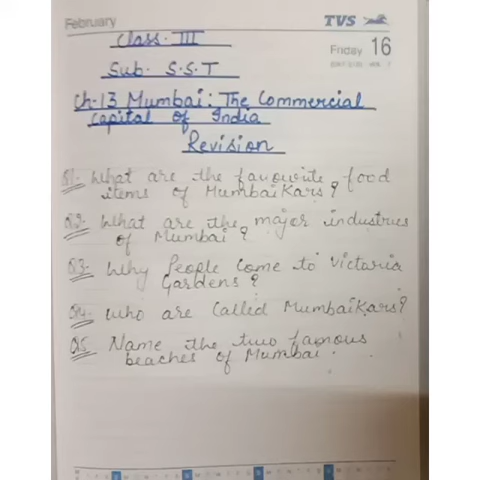 February
TVS
Friday 16
Class - III
Sub - S.S.T
Ch-13 Mumbai: The Commercial
Capital of India
Revision
Q1- What are the favourite food
items of MumbaiKars?
Q2- What are the major industries
of Mumbai?
Q3- Why People Come to Victoria
Gardens?
Q4- Who are Called MumbaiKars?
Q5- Name the two famous
beaches of Mumbai.